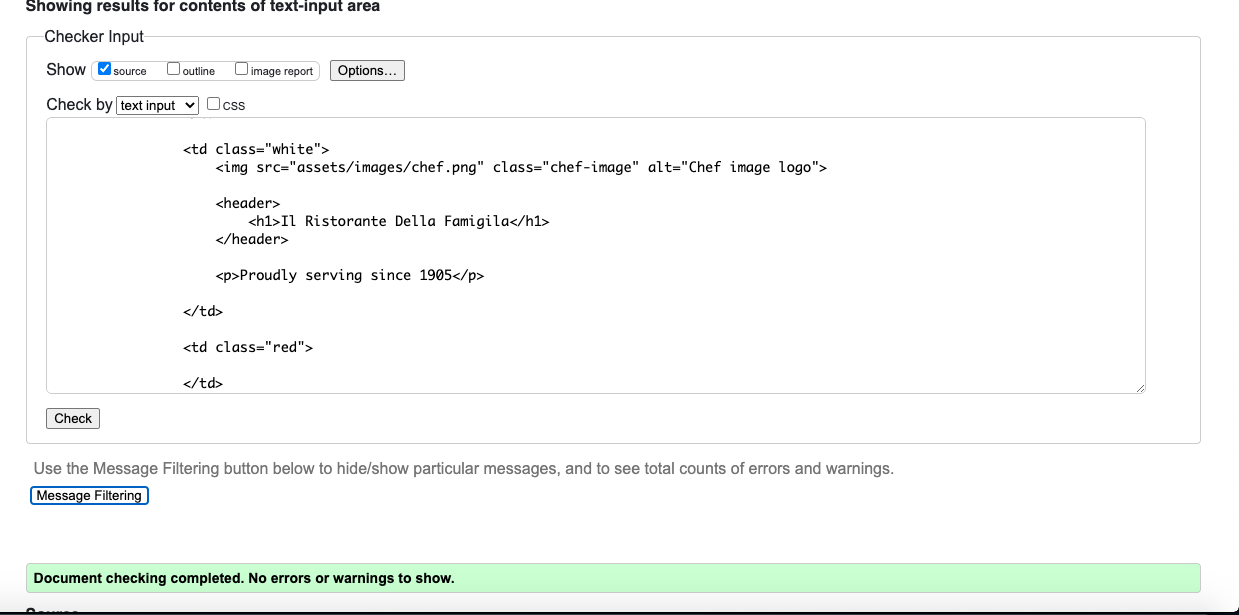 Showing results for contents of text-input area
Checker Input
Show source outline image report Options...
Check by text input css
<td class="white">
<img src="assets/images/chef.png" class="chef-image" alt="Chef image logo">
<header>
<h1>Il Ristorante Della Famigila</h1>
</header>
<p>Proudly serving since 1905</p>
</td>
<td class="red">
</td>
Check
Use the Message Filtering button below to hide/show particular messages, and to see total counts of errors and warnings.
Message Filtering
Document checking completed. No errors or warnings to show.
Source